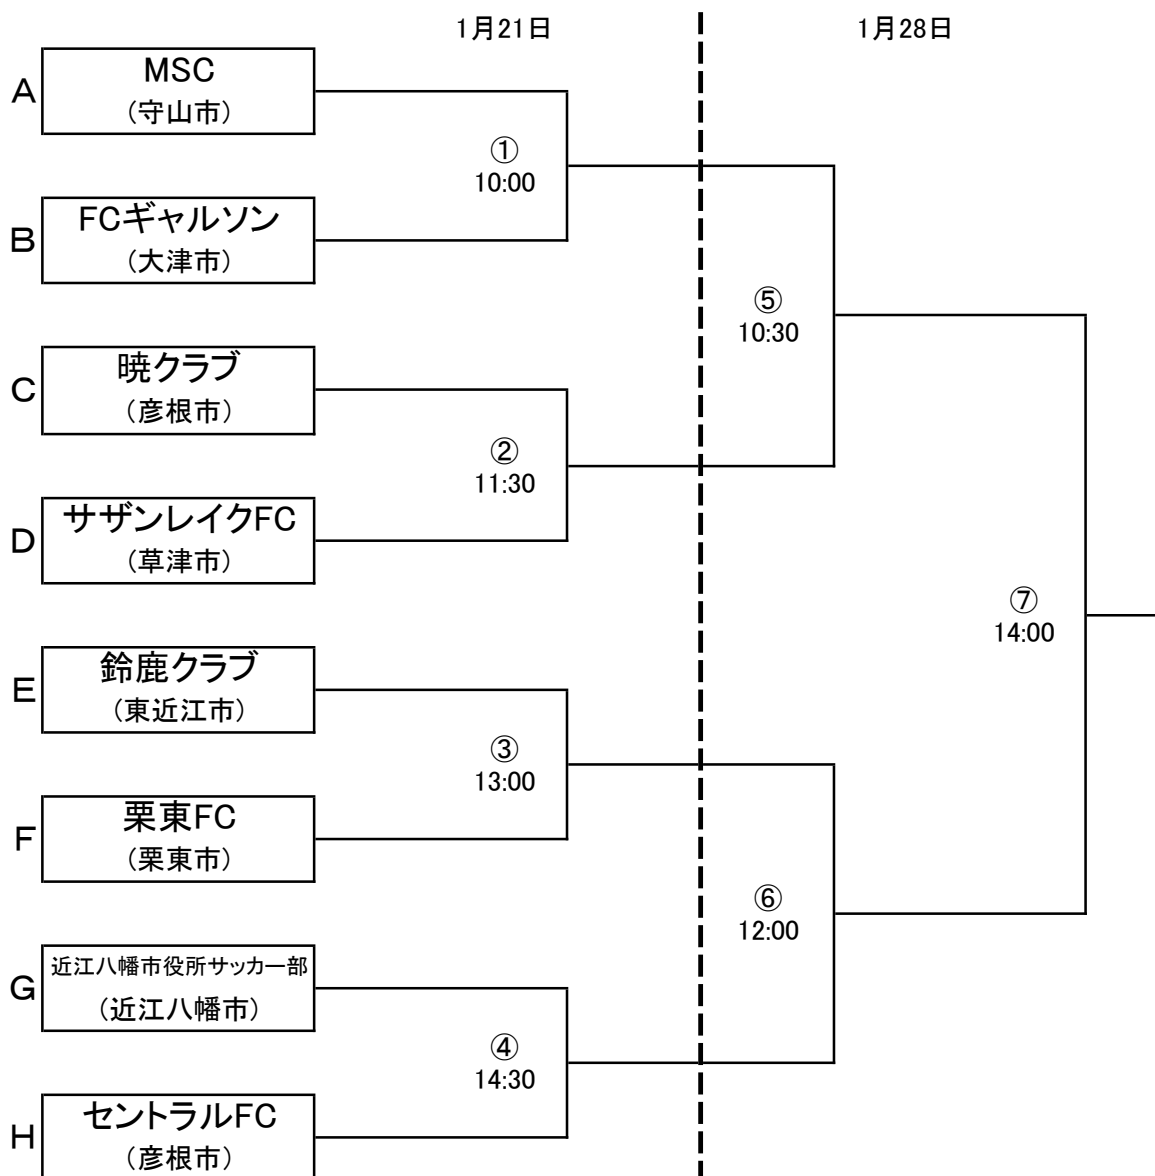 1月21日
1月28日
A
MSC
(守山市)
①
10:00
B
FCギャルソン
(大津市)
⑤
10:30
C
暁クラブ
(彦根市)
②
11:30
D
サザンレイクFC
(草津市)
⑦
14:00
E
鈴鹿クラブ
(東近江市)
③
13:00
F
栗東FC
(栗東市)
⑥
12:00
G
近江八幡市役所サッカー部
(近江八幡市)
④
14:30
H
セントラルFC
(彦根市)